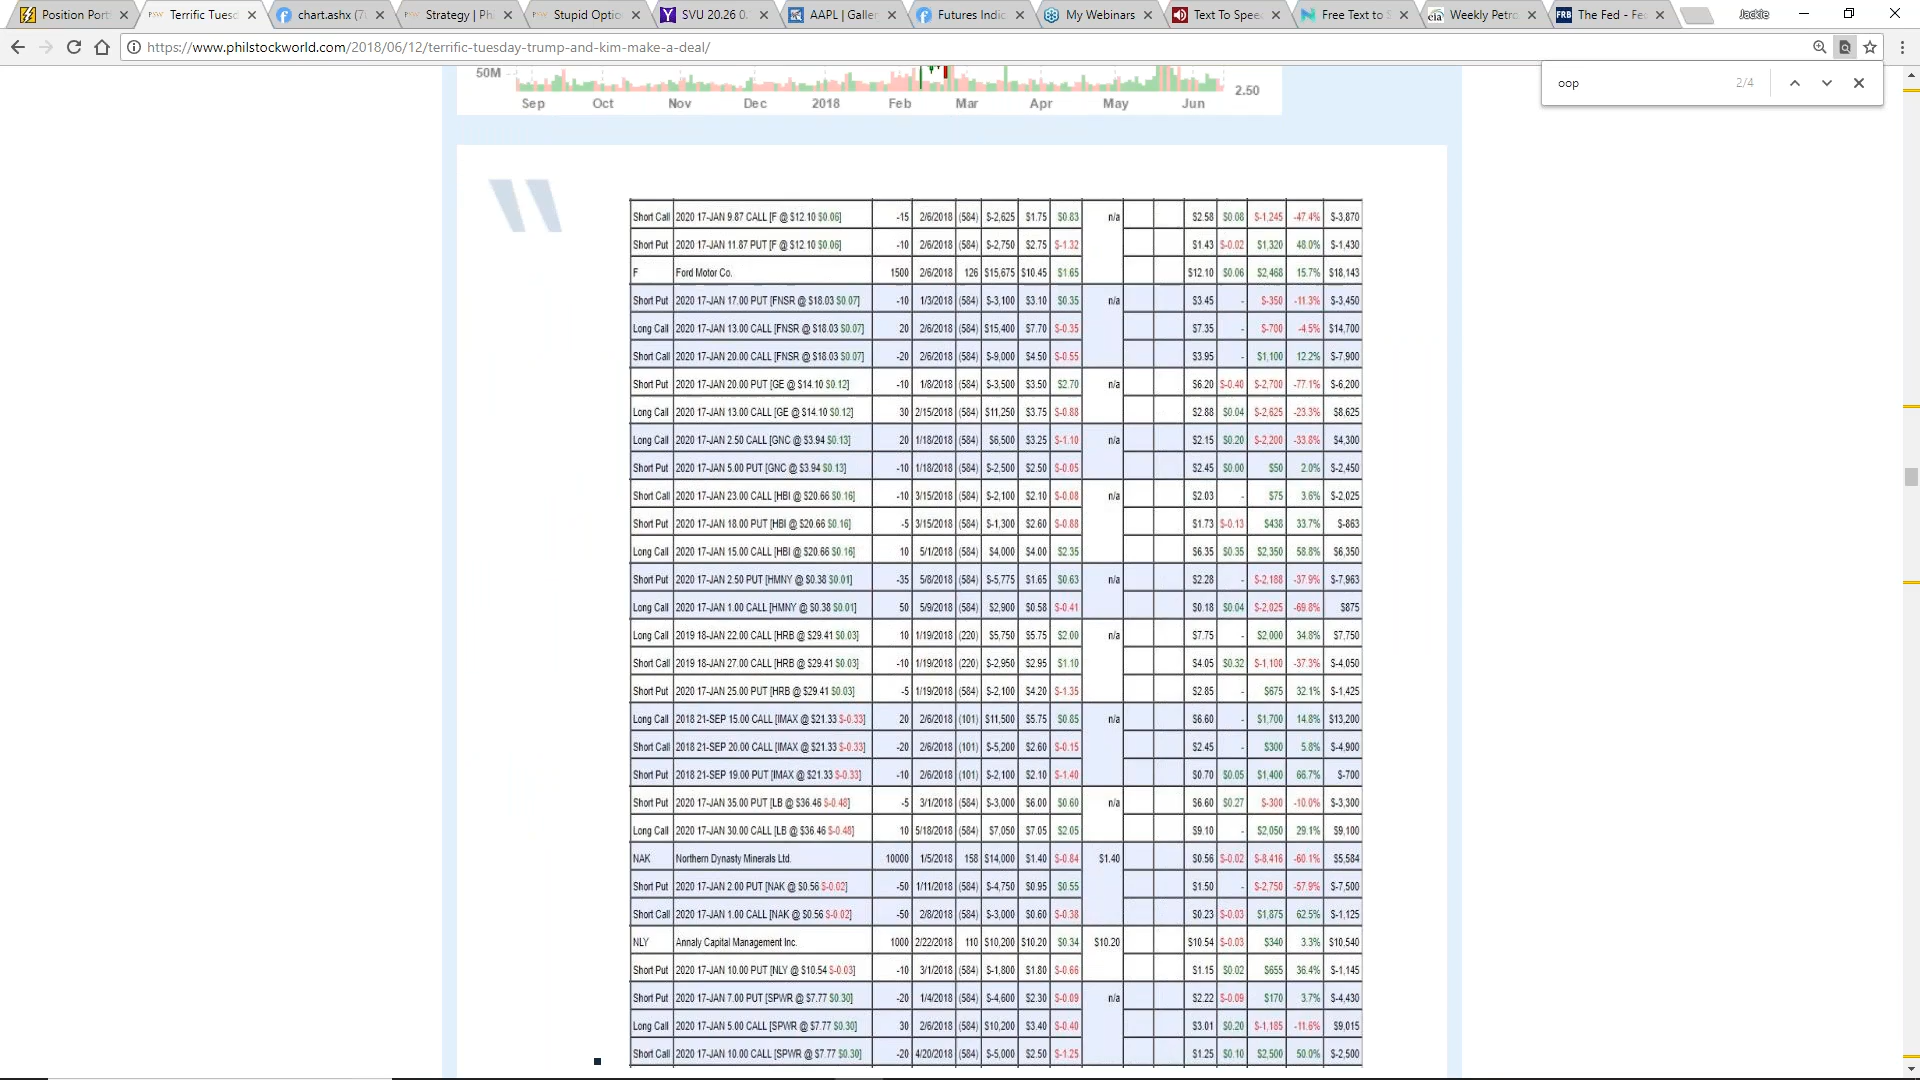 Position Port
Terrific Tuesd
chart.ashx (7
Strategy | Ph
Stupid Optio
SVU 20.26 0.
AAPL | Galler
Futures Indic
My Webinars
Text To Spee
Free Text to S
Weekly Petro
The Fed - Fe
Jackie
https://www.philstockworld.com/2018/06/12/terrific-tuesday-trump-and-kim-make-a-deal/
oop 2/4
50M
2.50
Sep Oct Nov Dec 2018 Feb Mar Apr May Jun
Short Call 2020 17-JAN 9.87 CALL [F @ $12.10 $0.06] -15 2/6/2018 (584) $-2,625 $1.75 $0.83 n/a $2.58 $0.08 $-1,245 -47.4% $-3,870
Short Put 2020 17-JAN 11.87 PUT [F @ $12.10 $0.06] -10 2/6/2018 (584) $-2,750 $2.75 $-1.32 $1.43 $-0.02 $1,320 48.0% $-1,430
F Ford Motor Co. 1500 2/6/2018 126 $15,675 $10.45 $1.65 $12.10 $0.06 $2,468 15.7% $18,143
Short Put 2020 17-JAN 17.00 PUT [FNSR @ $18.03 $0.07] -10 1/3/2018 (584) $-3,100 $3.10 $0.35 n/a $3.45 - $-350 -11.3% $-3,450
Long Call 2020 17-JAN 13.00 CALL [FNSR @ $18.03 $0.07] 20 2/6/2018 (584) $15,400 $7.70 $-0.35 $7.35 - $-700 -4.5% $14,700
Short Call 2020 17-JAN 20.00 CALL [FNSR @ $18.03 $0.07] -20 2/6/2018 (584) $-9,000 $4.50 $-0.55 $3.95 - $1,100 12.2% $-7,900
Short Put 2020 17-JAN 20.00 PUT [GE @ $14.10 $0.12] -10 1/8/2018 (584) $-3,500 $3.50 $2.70 n/a $6.20 $-0.40 $-2,700 -77.1% $-6,200
Long Call 2020 17-JAN 13.00 CALL [GE @ $14.10 $0.12] 30 2/15/2018 (584) $11,250 $3.75 $-0.88 $2.88 $0.04 $-2,625 -23.3% $8,625
Long Call 2020 17-JAN 2.50 CALL [GNC @ $3.94 $0.13] 20 1/18/2018 (584) $6,500 $3.25 $-1.10 n/a $2.15 $0.20 $-2,200 -33.8% $4,300
Short Put 2020 17-JAN 5.00 PUT [GNC @ $3.94 $0.13] -10 1/18/2018 (584) $-2,500 $2.50 $-0.05 $2.45 $0.00 $50 2.0% $-2,450
Short Call 2020 17-JAN 23.00 CALL [HBI @ $20.66 $0.16] -10 3/15/2018 (584) $-2,100 $2.10 $-0.08 n/a $2.03 - $75 3.6% $-2,025
Short Put 2020 17-JAN 18.00 PUT [HBI @ $20.66 $0.16] -5 3/15/2018 (584) $-1,300 $2.60 $-0.88 $1.73 $-0.13 $438 33.7% $-863
Long Call 2020 17-JAN 15.00 CALL [HBI @ $20.66 $0.16] 10 5/1/2018 (584) $4,000 $4.00 $2.35 $6.35 $0.35 $2,350 58.8% $6,350
Short Put 2020 17-JAN 2.50 PUT [HMNY @ $0.38 $0.01] -35 5/8/2018 (584) $-5,775 $1.65 $0.63 n/a $2.28 - $-2,188 -37.9% $-7,963
Long Call 2020 17-JAN 1.00 CALL [HMNY @ $0.38 $0.01] 50 5/9/2018 (584) $2,900 $0.58 $-0.41 $0.18 $0.04 $-2,025 -69.8% $875
Long Call 2019 18-JAN 22.00 CALL [HRB @ $29.41 $0.03] 10 1/19/2018 (220) $5,750 $5.75 $2.00 n/a $7.75 - $2,000 34.8% $7,750
Short Call 2019 18-JAN 27.00 CALL [HRB @ $29.41 $0.03] -10 1/19/2018 (220) $-2,950 $2.95 $1.10 $4.05 $0.32 $-1,100 -37.3% $-4,050
Short Put 2020 17-JAN 25.00 PUT [HRB @ $29.41 $0.03] -5 1/19/2018 (584) $-2,100 $4.20 $-1.35 $2.85 - $675 32.1% $-1,425
Long Call 2018 21-SEP 15.00 CALL [IMAX @ $21.33 $-0.33] 20 2/6/2018 (101) $11,500 $5.75 $0.85 n/a $6.60 - $1,700 14.8% $13,200
Short Call 2018 21-SEP 20.00 CALL [IMAX @ $21.33 $-0.33] -20 2/6/2018 (101) $-5,200 $2.60 $-0.15 $2.45 - $300 5.8% $-4,900
Short Put 2018 21-SEP 19.00 PUT [IMAX @ $21.33 $-0.33] -10 2/6/2018 (101) $-2,100 $2.10 $-1.40 $0.70 $0.05 $1,400 66.7% $-700
Short Put 2020 17-JAN 35.00 PUT [LB @ $36.46 $-0.48] -5 3/1/2018 (584) $-3,000 $6.00 $0.60 n/a $6.60 $0.27 $-300 -10.0% $-3,300
Long Call 2020 17-JAN 30.00 CALL [LB @ $36.46 $-0.48] 10 5/18/2018 (584) $7,050 $7.05 $2.05 $9.10 - $2,050 29.1% $9,100
NAK Northern Dynasty Minerals Ltd. 10000 1/5/2018 158 $14,000 $1.40 $-0.84 $1.40 $0.56 $-0.02 $-8,416 -60.1% $5,584
Short Put 2020 17-JAN 2.00 PUT [NAK @ $0.56 $-0.02] -50 1/11/2018 (584) $-4,750 $0.95 $0.55 $1.50 - $-2,750 -57.9% $-7,500
Short Call 2020 17-JAN 1.00 CALL [NAK @ $0.56 $-0.02] -50 2/8/2018 (584) $-3,000 $0.60 $-0.38 $0.23 $-0.03 $1,875 62.5% $-1,125
NLY Annaly Capital Management Inc. 1000 2/22/2018 110 $10,200 $10.20 $0.34 $10.20 $10.54 $-0.03 $340 3.3% $10,540
Short Put 2020 17-JAN 10.00 PUT [NLY @ $10.54 $-0.03] -10 3/1/2018 (584) $-1,800 $1.80 $-0.66 $1.15 $0.02 $655 36.4% $-1,145
Short Put 2020 17-JAN 7.00 PUT [SPWR @ $7.77 $0.30] -20 1/4/2018 (584) $-4,600 $2.30 $-0.09 n/a $2.22 $-0.09 $170 3.7% $-4,430
Long Call 2020 17-JAN 5.00 CALL [SPWR @ $7.77 $0.30] 30 2/6/2018 (584) $10,200 $3.40 $-0.40 $3.01 $0.20 $-1,185 -11.6% $9,015
Short Call 2020 17-JAN 10.00 CALL [SPWR @ $7.77 $0.30] -20 4/20/2018 (584) $-5,000 $2.50 $-1.25 $1.25 $0.10 $2,500 50.0% $-2,500